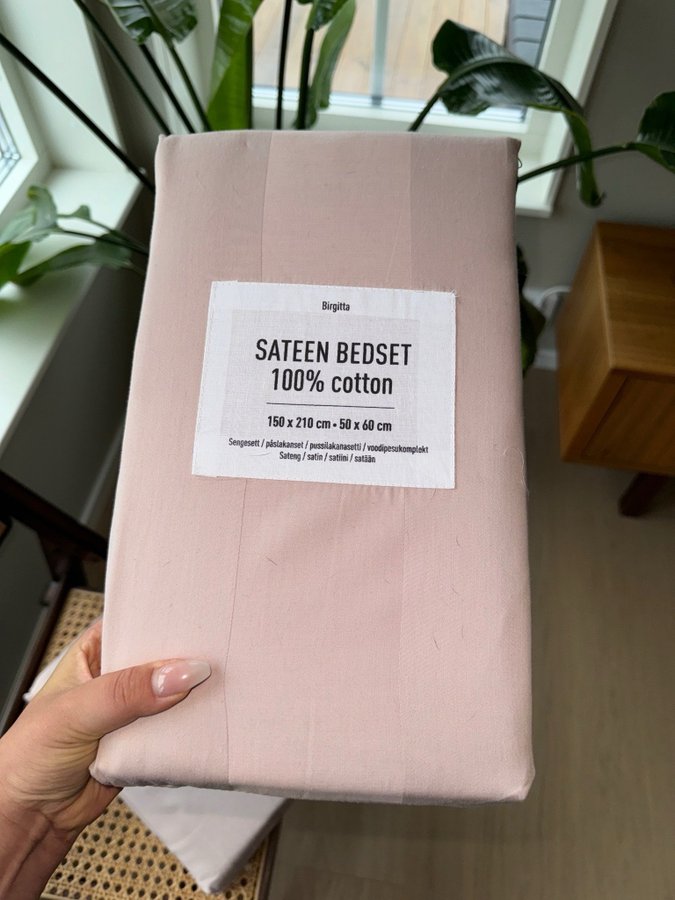 Birgitta
SATEEN BEDSET
100% cotton
150 x 210 cm • 50 x 60 cm
Sengesett / påslakanset / pussilakanasetti / voodipesukomplekt
Sateng / satin / satiini / satään